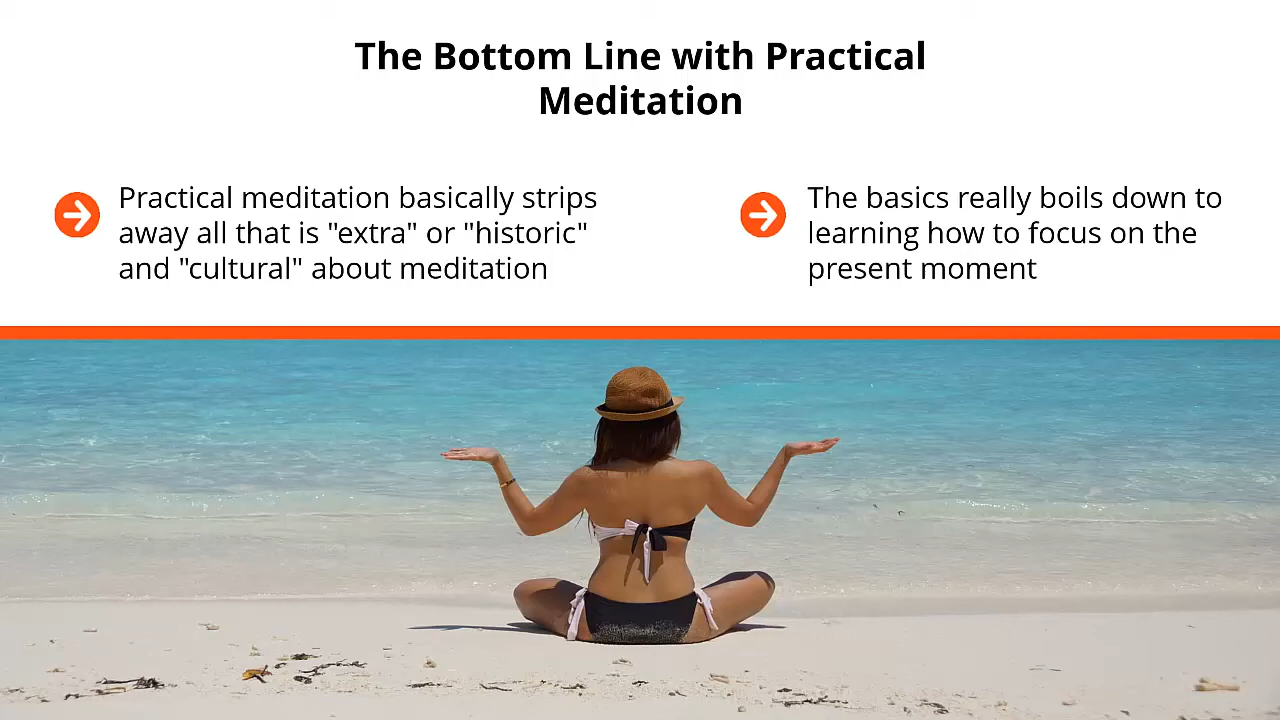 The Bottom Line with Practical
Meditation
Practical meditation basically strips
away all that is "extra" or "historic"
and "cultural" about meditation
The basics really boils down to
learning how to focus on the
present moment